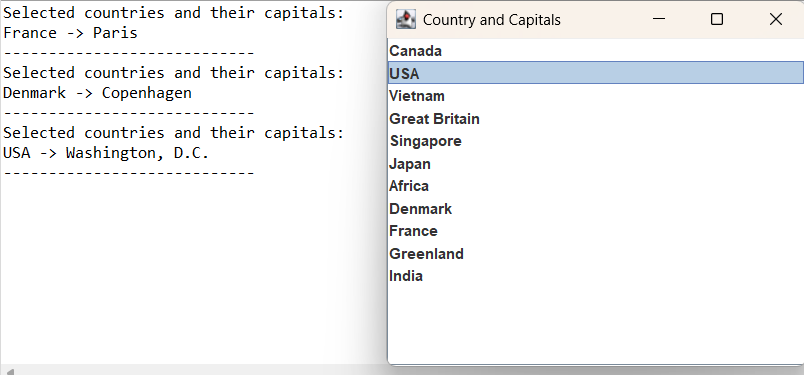 Selected countries and their capitals:
France -> Paris
----------------------------
Selected countries and their capitals:
Denmark -> Copenhagen
----------------------------
Selected countries and their capitals:
USA -> Washington, D.C.
----------------------------
Country and Capitals
Canada
USA
Vietnam
Great Britain
Singapore
Japan
Africa
Denmark
France
Greenland
India